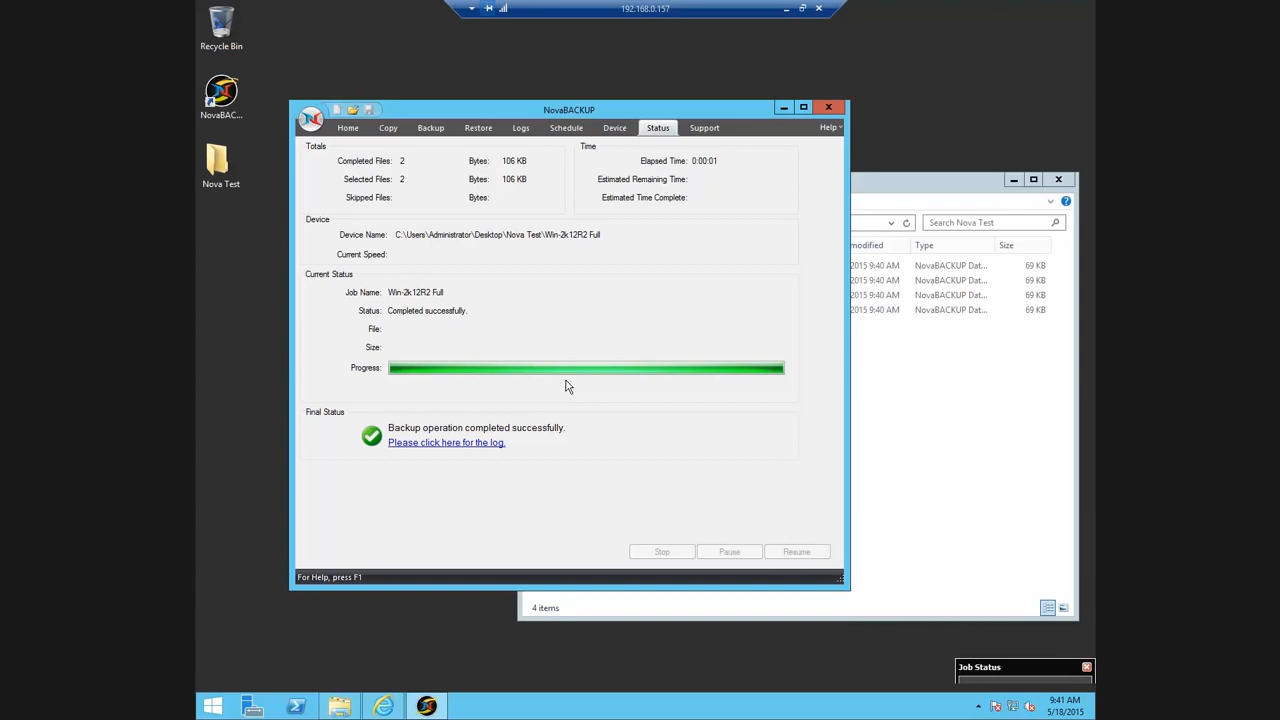 192.168.0.157
Recycle Bin
NovaBAC...
Nova Test
NovaBACKUP
Home Copy Backup Restore Logs Schedule Device Status Support Help
Totals
Completed Files: 2 Bytes: 106 KB
Selected Files: 2 Bytes: 106 KB
Skipped Files: Bytes:
Time
Elapsed Time: 0:00:01
Estimated Remaining Time:
Estimated Time Complete:
Device
Device Name: C:\Users\Administrator\Desktop\Nova Test\Win-2k12R2 Full
Current Speed:
Current Status
Job Name: Win-2k12R2 Full
Status: Completed successfully.
File:
Size:
Progress:
Final Status
Backup operation completed successfully.
Please click here for the log.
Stop Pause Resume
For Help, press F1
Search Nova Test
modified Type Size
2015 9:40 AM NovaBACKUP Dat... 69 KB
2015 9:40 AM NovaBACKUP Dat... 69 KB
2015 9:40 AM NovaBACKUP Dat... 69 KB
2015 9:40 AM NovaBACKUP Dat... 69 KB
4 items
Job Status
9:41 AM
5/18/2015